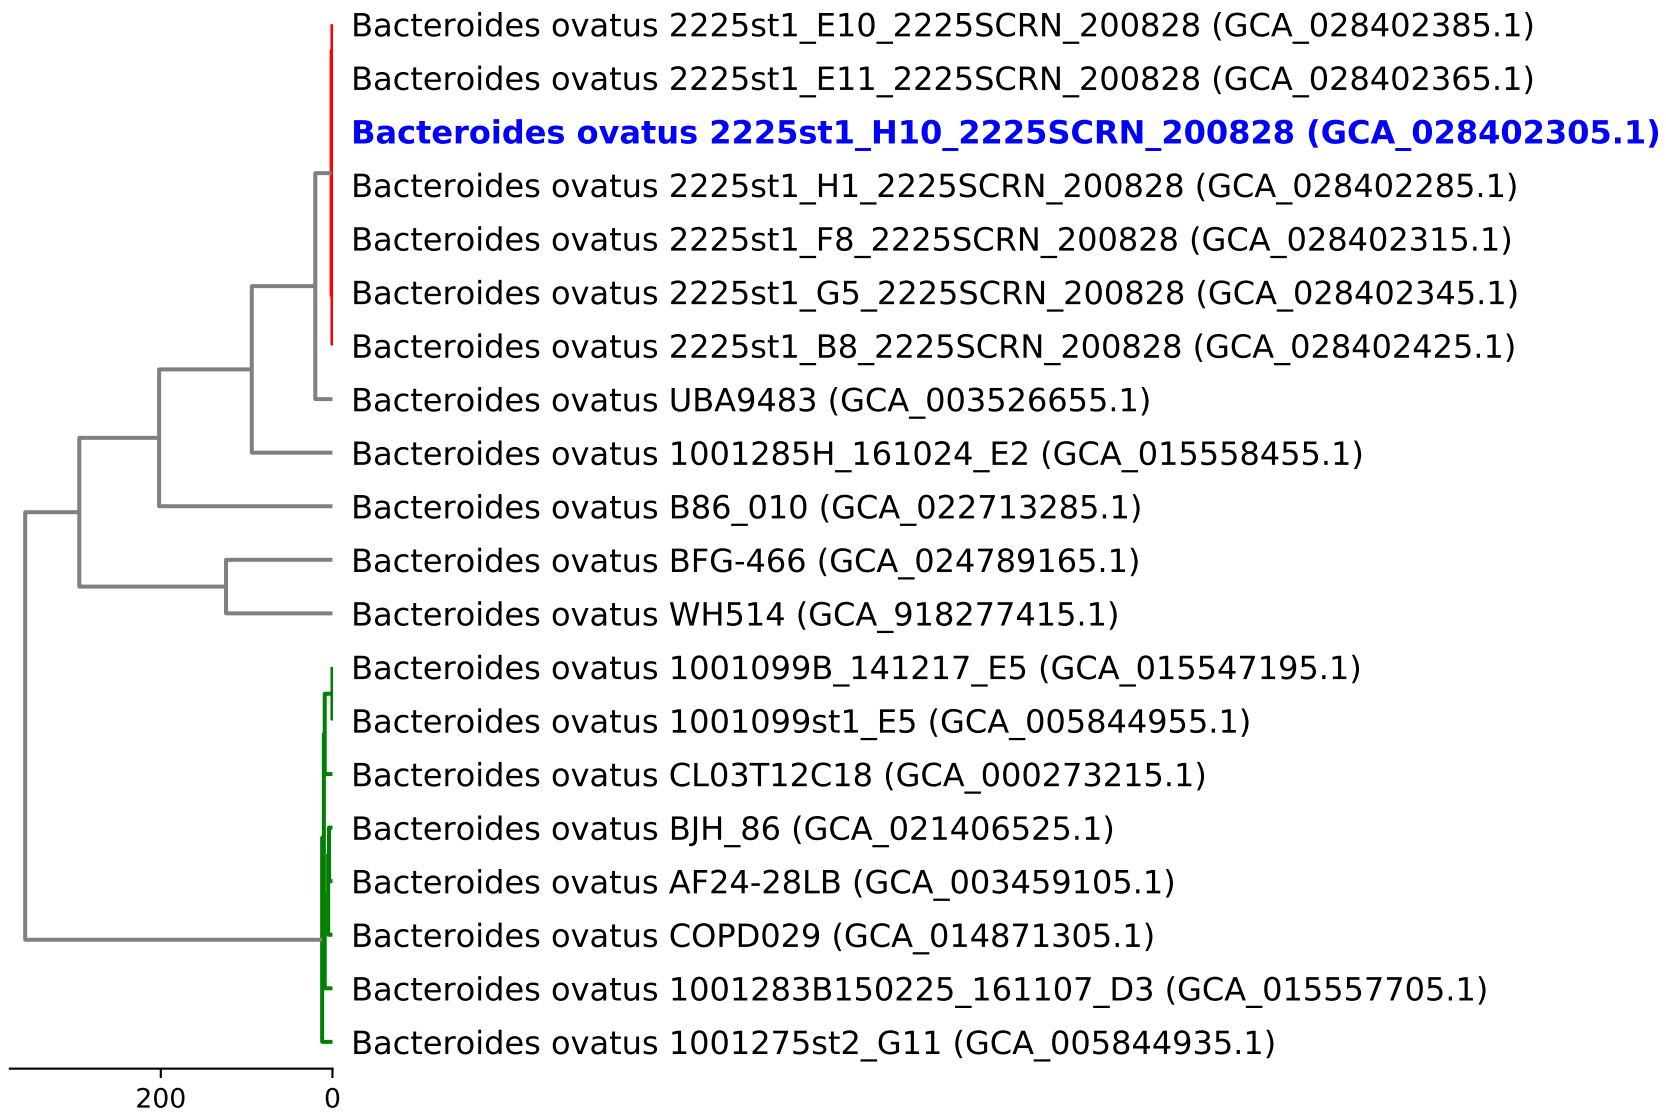 Bacteroides ovatus 2225st1_E10_2225SCRN_200828 (GCA_028402385.1)
Bacteroides ovatus 2225st1_E11_2225SCRN_200828 (GCA_028402365.1)
Bacteroides ovatus 2225st1_H10_2225SCRN_200828 (GCA_028402305.1)
Bacteroides ovatus 2225st1_H1_2225SCRN_200828 (GCA_028402285.1)
Bacteroides ovatus 2225st1_F8_2225SCRN_200828 (GCA_028402315.1)
Bacteroides ovatus 2225st1_G5_2225SCRN_200828 (GCA_028402345.1)
Bacteroides ovatus 2225st1_B8_2225SCRN_200828 (GCA_028402425.1)
Bacteroides ovatus UBA9483 (GCA_003526655.1)
Bacteroides ovatus 1001285H_161024_E2 (GCA_015558455.1)
Bacteroides ovatus B86_010 (GCA_022713285.1)
Bacteroides ovatus BFG-466 (GCA_024789165.1)
Bacteroides ovatus WH514 (GCA_918277415.1)
Bacteroides ovatus 1001099B_141217_E5 (GCA_015547195.1)
Bacteroides ovatus 1001099st1_E5 (GCA_005844955.1)
Bacteroides ovatus CL03T12C18 (GCA_000273215.1)
Bacteroides ovatus BJH_86 (GCA_021406525.1)
Bacteroides ovatus AF24-28LB (GCA_003459105.1)
Bacteroides ovatus COPD029 (GCA_014871305.1)
Bacteroides ovatus 1001283B150225_161107_D3 (GCA_015557705.1)
Bacteroides ovatus 1001275st2_G11 (GCA_005844935.1)
200 0